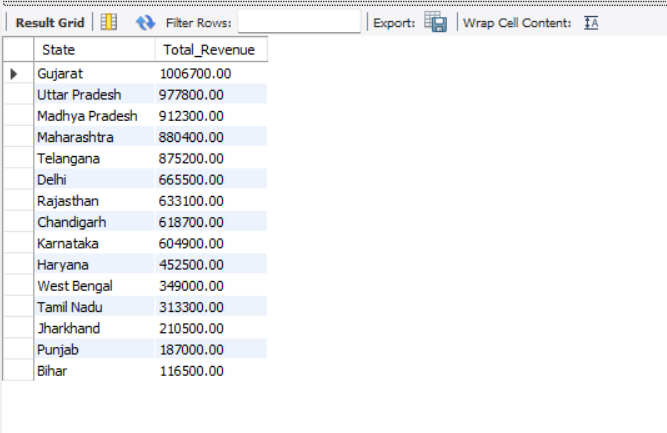 Result Grid Filter Rows: Export: Wrap Cell Content:
State Total_Revenue
Gujarat 1006700.00
Uttar Pradesh 977800.00
Madhya Pradesh 912300.00
Maharashtra 880400.00
Telangana 875200.00
Delhi 665500.00
Rajasthan 633100.00
Chandigarh 618700.00
Karnataka 604900.00
Haryana 452500.00
West Bengal 349000.00
Tamil Nadu 313300.00
Jharkhand 210500.00
Punjab 187000.00
Bihar 116500.00